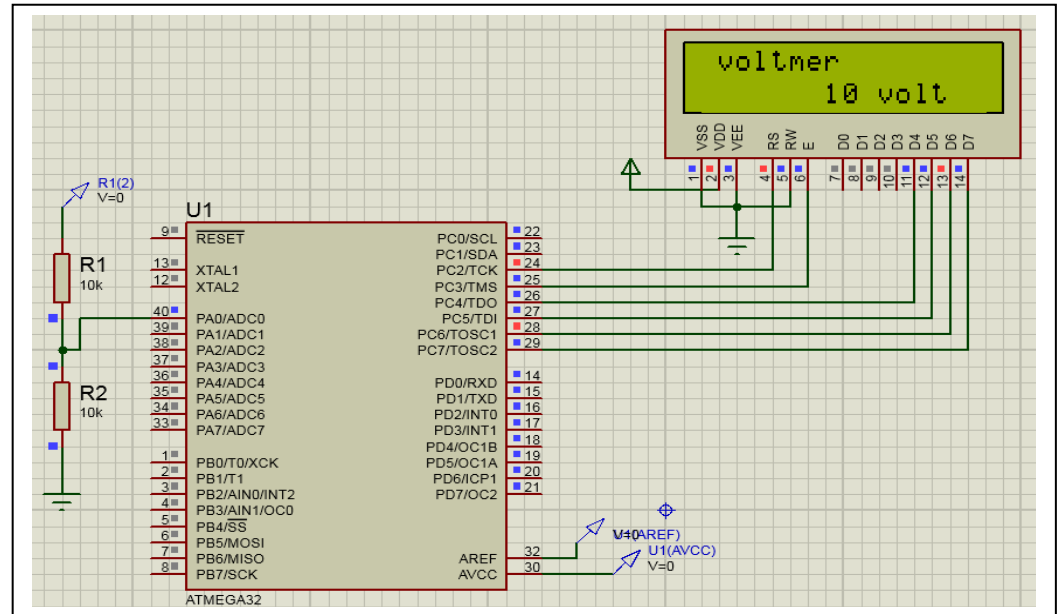 voltmer
10 volt
VSS
VDD
VEE
RS
RW
E
D0
D1
D2
D3
D4
D5
D6
D7
1
2
3
4
5
6
7
8
9
10
11
12
13
14
R1(2)
V=0
R1
10k
R2
10k
U1
9 RESET PC0/SCL 22
PC1/SDA 23
13 XTAL1 PC2/TCK 24
12 XTAL2 PC3/TMS 25
PC4/TDO 26
40 PA0/ADC0 PC5/TDI 27
39 PA1/ADC1 PC6/TOSC1 28
38 PA2/ADC2 PC7/TOSC2 29
37 PA3/ADC3
36 PA4/ADC4 PD0/RXD 14
35 PA5/ADC5 PD1/TXD 15
34 PA6/ADC6 PD2/INT0 16
33 PA7/ADC7 PD3/INT1 17
PD4/OC1B 18
1 PB0/T0/XCK PD5/OC1A 19
2 PB1/T1 PD6/ICP1 20
3 PB2/AIN0/INT2 PD7/OC2 21
4 PB3/AIN1/OC0
5 PB4/SS
6 PB5/MOSI
7 PB6/MISO AREF 32
8 PB7/SCK AVCC 30
ATMEGA32
U1(AREF)
V=0
U1(AVCC)
V=0